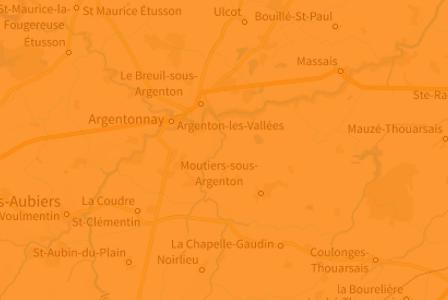 St-Maurice-la-
Fougereuse
St Maurice Étusson
Ulcot
Bouillé-St-Paul
Étusson
Massais
Le Breuil-sous-
Argenton
Argentonnay
Argenton-les-Vallées
Mauzé-Thouarsais
Moutiers-sous-
Argenton
s-Aubiers
Voulmentin
La Coudre
St-Clémentin
St-Aubin-du-Plain
La Chapelle-Gaudin
Noirlieu
Coulonges-
Thouarsais
la Bourelière